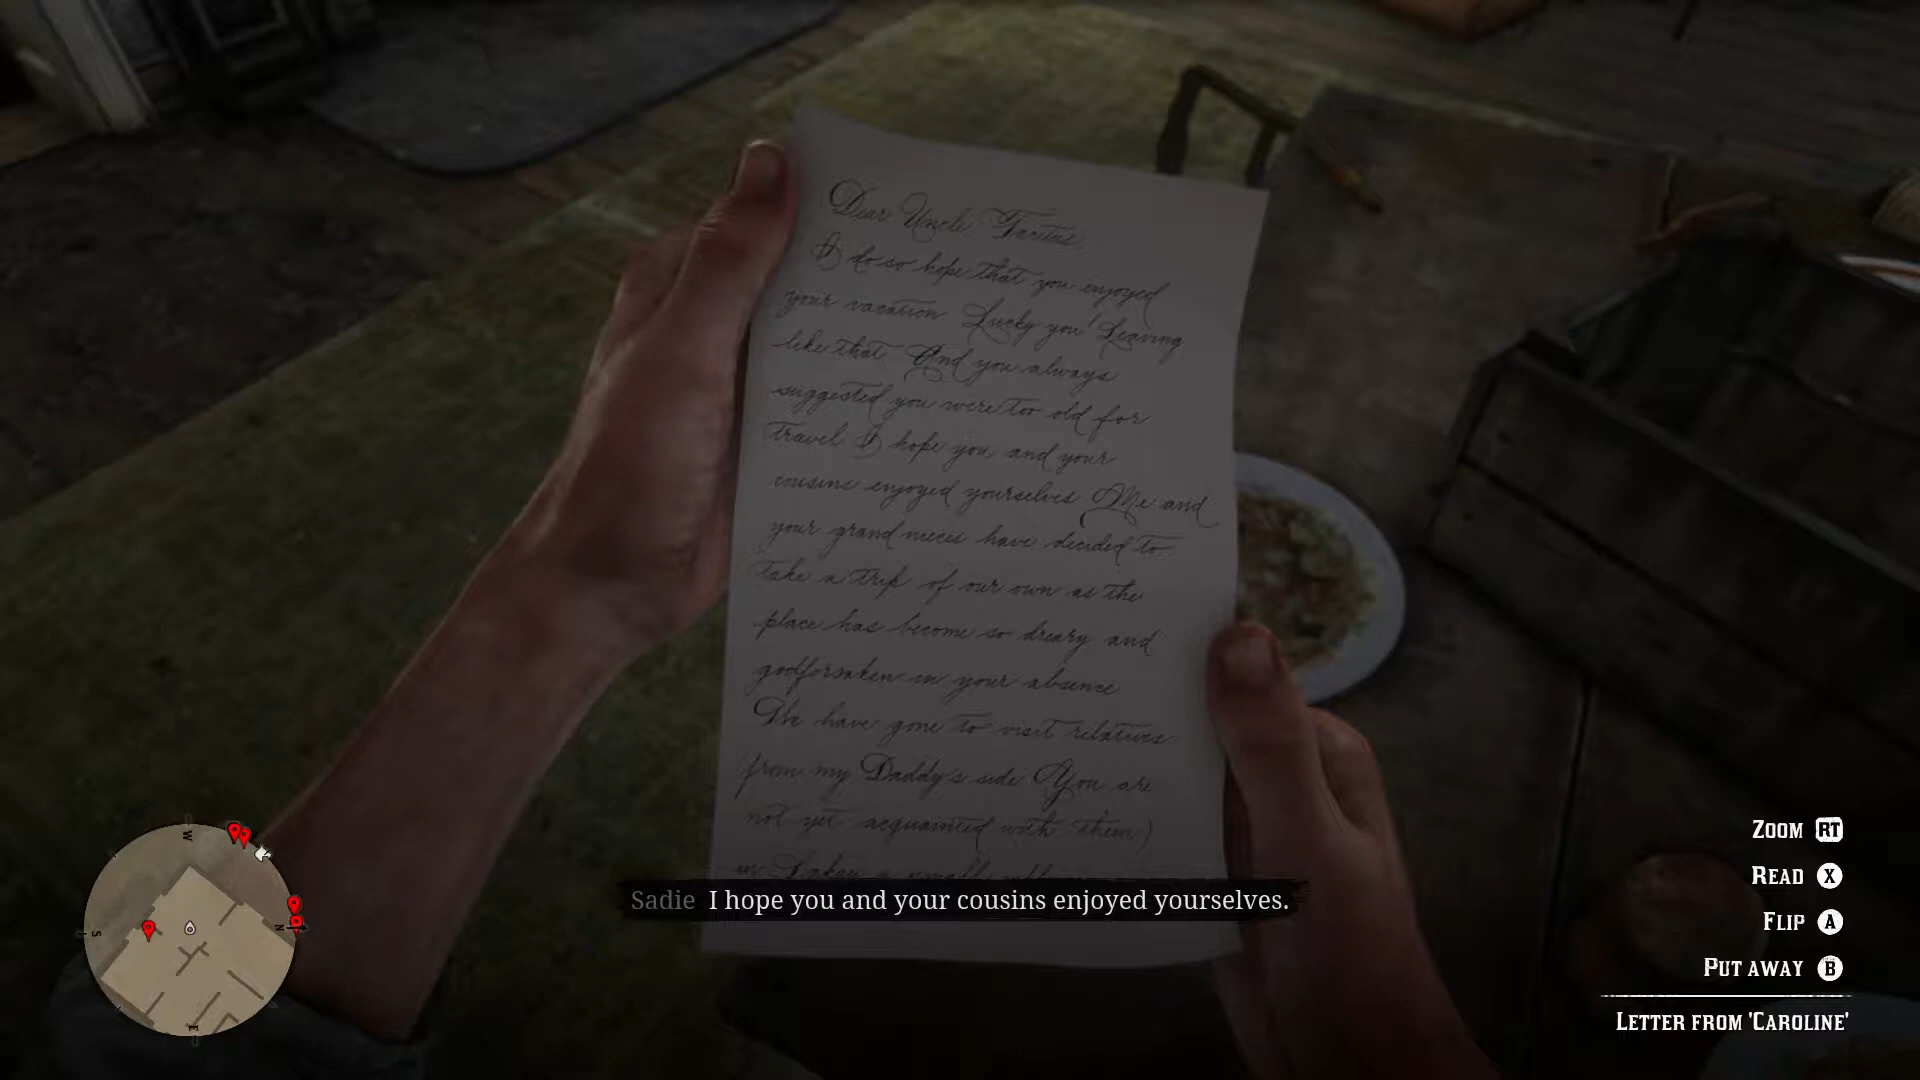 Dear Uncle Tacitus
I do so hope that you enjoyed
your vacation Lucky you! Leaving
like that And you always
suggested you were too old for
travel I hope you and your
cousins enjoyed yourselves Me and
your grand nieces have decided to
take a trip of our own as the
place has become so dreary and
godforsaken in your absence
We have gone to visit relatives
from my Daddy's side (You are
not yet acquainted with them)
Sadie I hope you and your cousins enjoyed yourselves.
W
S
N
E
ZOOM RT
READ X
FLIP A
PUT AWAY B
LETTER FROM 'CAROLINE'